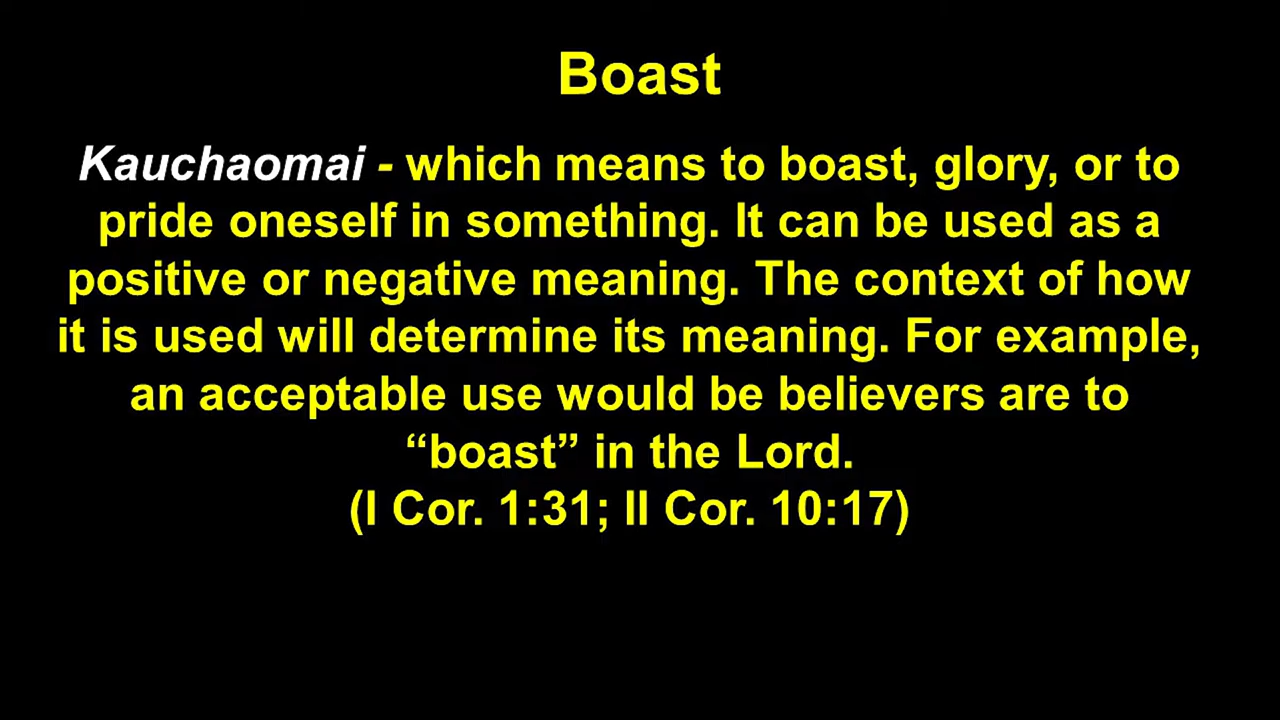 Boast
Kauchaomai - which means to boast, glory, or to
pride oneself in something. It can be used as a
positive or negative meaning. The context of how
it is used will determine its meaning. For example,
an acceptable use would be believers are to
“boast” in the Lord.
(I Cor. 1:31; II Cor. 10:17)